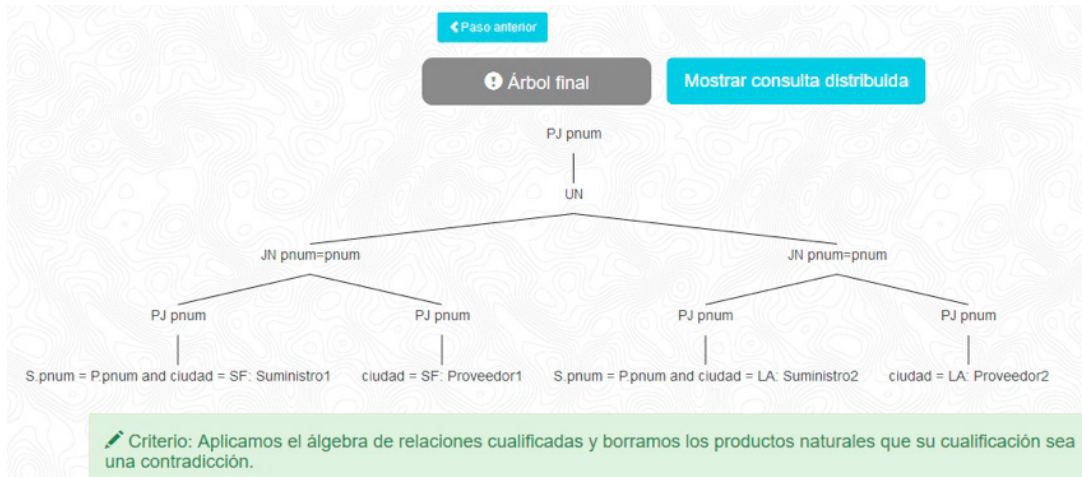 Paso anterior
Árbol final
Mostrar consulta distribuida
PJ pnum
UN
JN pnum=pnum
JN pnum=pnum
PJ pnum
PJ pnum
PJ pnum
PJ pnum
S.pnum = P.pnum and ciudad = SF: Suministro1
ciudad = SF: Proveedor1
S.pnum = P.pnum and ciudad = LA: Suministro2
ciudad = LA: Proveedor2
Criterio: Aplicamos el álgebra de relaciones cualificadas y borramos los productos naturales que su cualificación sea
una contradicción.